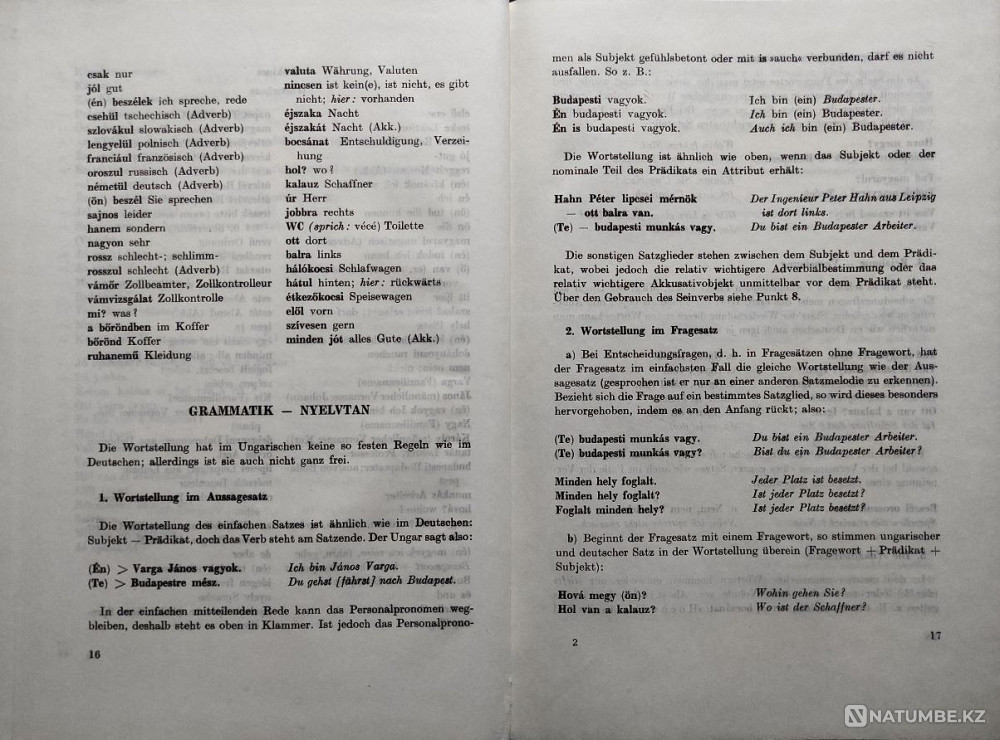 csak nur
jól gut
(én) beszélek ich spreche, rede
csehül tschechisch (Adverb)
szlovákul slowakisch (Adverb)
lengyelül polnisch (Adverb)
franciául französisch (Adverb)
oroszul russisch (Adverb)
németül deutsch (Adverb)
(ön) beszél Sie sprechen
sajnos leider
hanem sondern
nagyon sehr
rossz schlecht-; schlimm-
rosszul schlecht (Adverb)
vámőr Zollbeamter, Zollkontrolleur
vámvizsgálat Zollkontrolle
mi? was?
a bőröndben im Koffer
bőrönd Koffer
ruhanemű Kleidung
valuta Währung, Valuten
nincsen ist kein(e), ist nicht, es gibt
nicht; hier: vorhanden
éjszaka Nacht
éjszakát Nacht (Akk.)
bocsánat Entschuldigung, Verzei-
hung
hol? wo?
kalauz Schaffner
úr Herr
jobbra rechts
WC (sprich: vécé) Toilette
ott dort
balra links
hálókocsi Schlafwagen
hátul hinten; hier: rückwärts
étkezőkocsi Speisewagen
elől vorn
szívesen gern
minden jót alles Gute (Akk.)
GRAMMATIK – NYELVTAN
Die Wortstellung hat im Ungarischen keine so festen Regeln wie im
Deutschen; allerdings ist sie auch nicht ganz frei.
1. Wortstellung im Aussagesatz
Die Wortstellung des einfachen Satzes ist ähnlich wie im Deutschen:
Subjekt – Prädikat, doch das Verb steht am Satzende. Der Ungar sagt also:
(Én) > Varga János vagyok. Ich bin János Varga.
(Te) > Budapestre mész. Du gehst [fährst] nach Budapest.
In der einfachen mitteilenden Rede kann das Personalpronomen weg-
bleiben, deshalb steht es oben in Klammer. Ist jedoch das Personalprono-
16
men als Subjekt gefühlsbetont oder mit is »auch« verbunden, darf es nicht
ausfallen. So z. B.:
Budapesti vagyok. Ich bin (ein) Budapester.
Én budapesti vagyok. Ich bin (ein) Budapester.
Én is budapesti vagyok. Auch ich bin (ein) Budapester.
Die Wortstellung ist ähnlich wie oben, wenn das Subjekt oder der
nominale Teil des Prädikats ein Attribut erhält:
Hahn Péter lipcsei mérnök Der Ingenieur Peter Hahn aus Leipzig
– ott balra van. ist dort links.
(Te) – budapesti munkás vagy. Du bist ein Budapester Arbeiter.
Die sonstigen Satzglieder stehen zwischen dem Subjekt und dem Prädi-
kat, wobei jedoch die relativ wichtigere Adverbialbestimmung oder das
relativ wichtigere Akkusativobjekt unmittelbar vor dem Prädikat steht.
Über den Gebrauch des Seinverbs siehe Punkt 8.
2. Wortstellung im Fragesatz
a) Bei Entscheidungsfragen, d. h. in Fragesätzen ohne Fragewort, hat
der Fragesatz im einfachsten Fall die gleiche Wortstellung wie der Aus-
sagesatz (gesprochen ist er nur an einer anderen Satzmelodie zu erkennen).
Bezieht sich die Frage auf ein bestimmtes Satzglied, so wird dieses besonders
hervorgehoben, indem es an den Anfang rückt; also:
(Te) budapesti munkás vagy. Du bist ein Budapester Arbeiter.
(Te) budapesti munkás vagy? Bist du ein Budapester Arbeiter?
Minden hely foglalt. Jeder Platz ist besetzt.
Minden hely foglalt? Ist jeder Platz besetzt?
Foglalt minden hely? Ist jeder Platz besetzt?
b) Beginnt der Fragesatz mit einem Fragewort, so stimmen ungarischer
und deutscher Satz in der Wortstellung überein (Fragewort + Prädikat +
Subjekt):
Hová megy (ön)? Wohin gehen Sie?
Hol van a kalauz? Wo ist der Schaffner?
2
17
NATUMBE.KZ